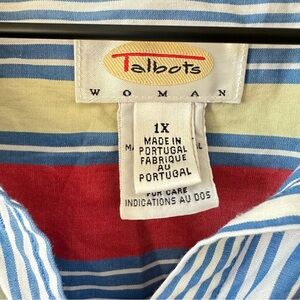 Talbots
WOMAN
1X
MADE IN
PORTUGAL
FABRIQUE
AU
PORTUGAL
FOR CARE
INDICATIONS AU DOS